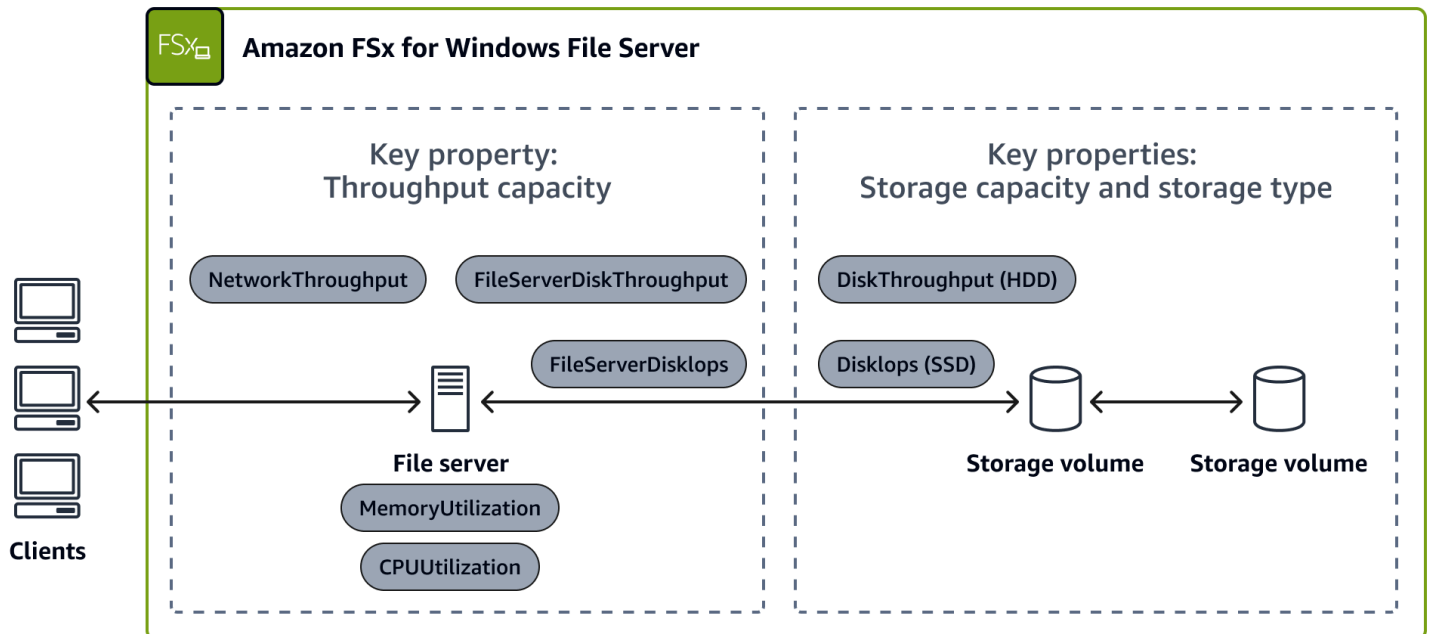 FSx
Amazon FSx for Windows File Server
Key property:
Throughput capacity
Key properties:
Storage capacity and storage type
NetworkThroughput
FileServerDiskThroughput
DiskThroughput (HDD)
FileServerDiskIops
DiskIops (SSD)
File server
Storage volume
Storage volume
MemoryUtilization
CPUUtilization
Clients